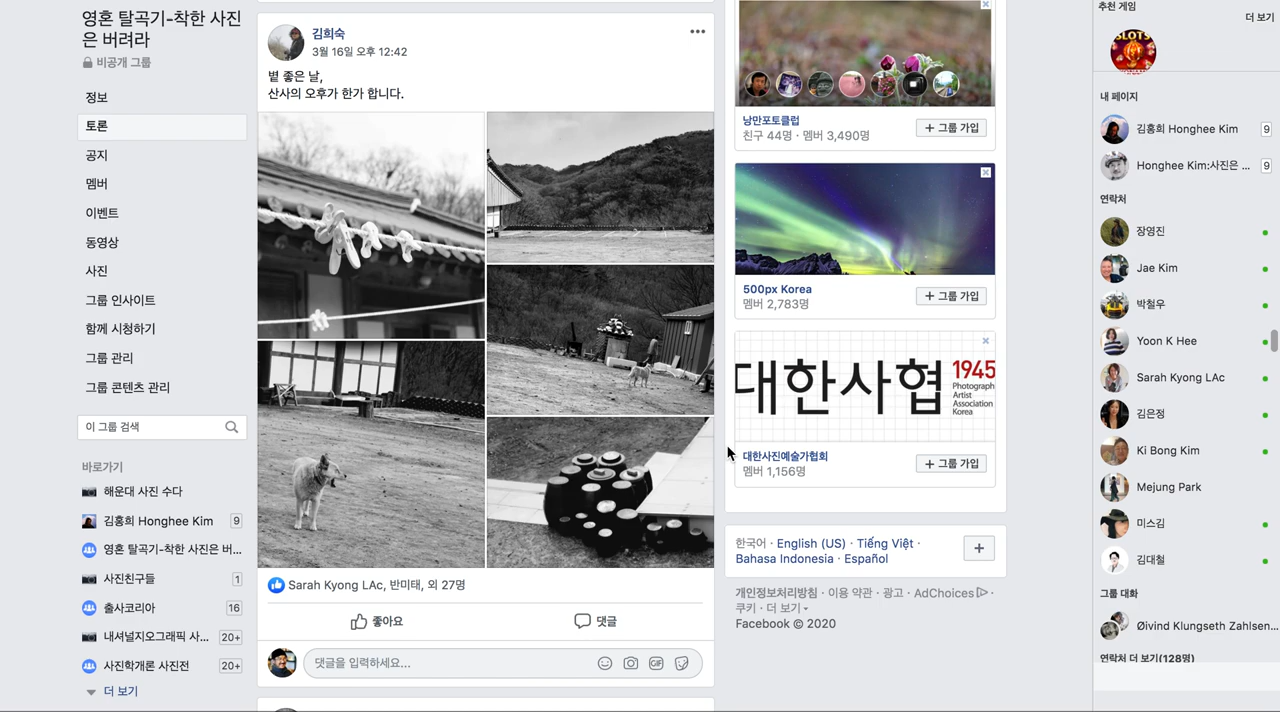 영혼 탈곡기-착한 사진
은 버려라
비공개 그룹
정보
토론
공지
멤버
이벤트
동영상
사진
그룹 인사이트
함께 시청하기
그룹 관리
그룹 콘텐츠 관리
이 그룹 검색
바로가기
해운대 사진 수다
김홍희 Honghee Kim 9
영혼 탈곡기-착한 사진은 버...
사진친구들 1
출사코리아 16
내셔널지오그래픽 사... 20+
사진학개론 사진전 20+
더 보기
김희숙
3월 16일 오후 12:42
볕 좋은 날,
산사의 오후가 한가 합니다.
Sarah Kyong LAc, 반미태, 외 27명
좋아요
댓글
댓글을 입력하세요...
GIF
낭만포토클럽
친구 44명 · 멤버 3,490명
+ 그룹 가입
500px Korea
멤버 2,783명
+ 그룹 가입
대한사협
1945
Photograph
Artist
Association
Korea
대한사진예술가협회
멤버 1,156명
+ 그룹 가입
한국어 · English (US) · Tiếng Việt ·
Bahasa Indonesia · Español
개인정보처리방침 · 이용 약관 · 광고 · AdChoices ·
쿠키 · 더 보기
Facebook © 2020
추천 게임
더 보기
SLOTS
내 페이지
김홍희 Honghee Kim 9
Honghee Kim:사진은 ... 9
연락처
장영진
Jae Kim
박철우
Yoon K Hee
Sarah Kyong LAc
김은정
Ki Bong Kim
Mejung Park
미스김
김대철
그룹 대화
Øivind Klungseth Zahlsen...
연락처 더 보기(128명)